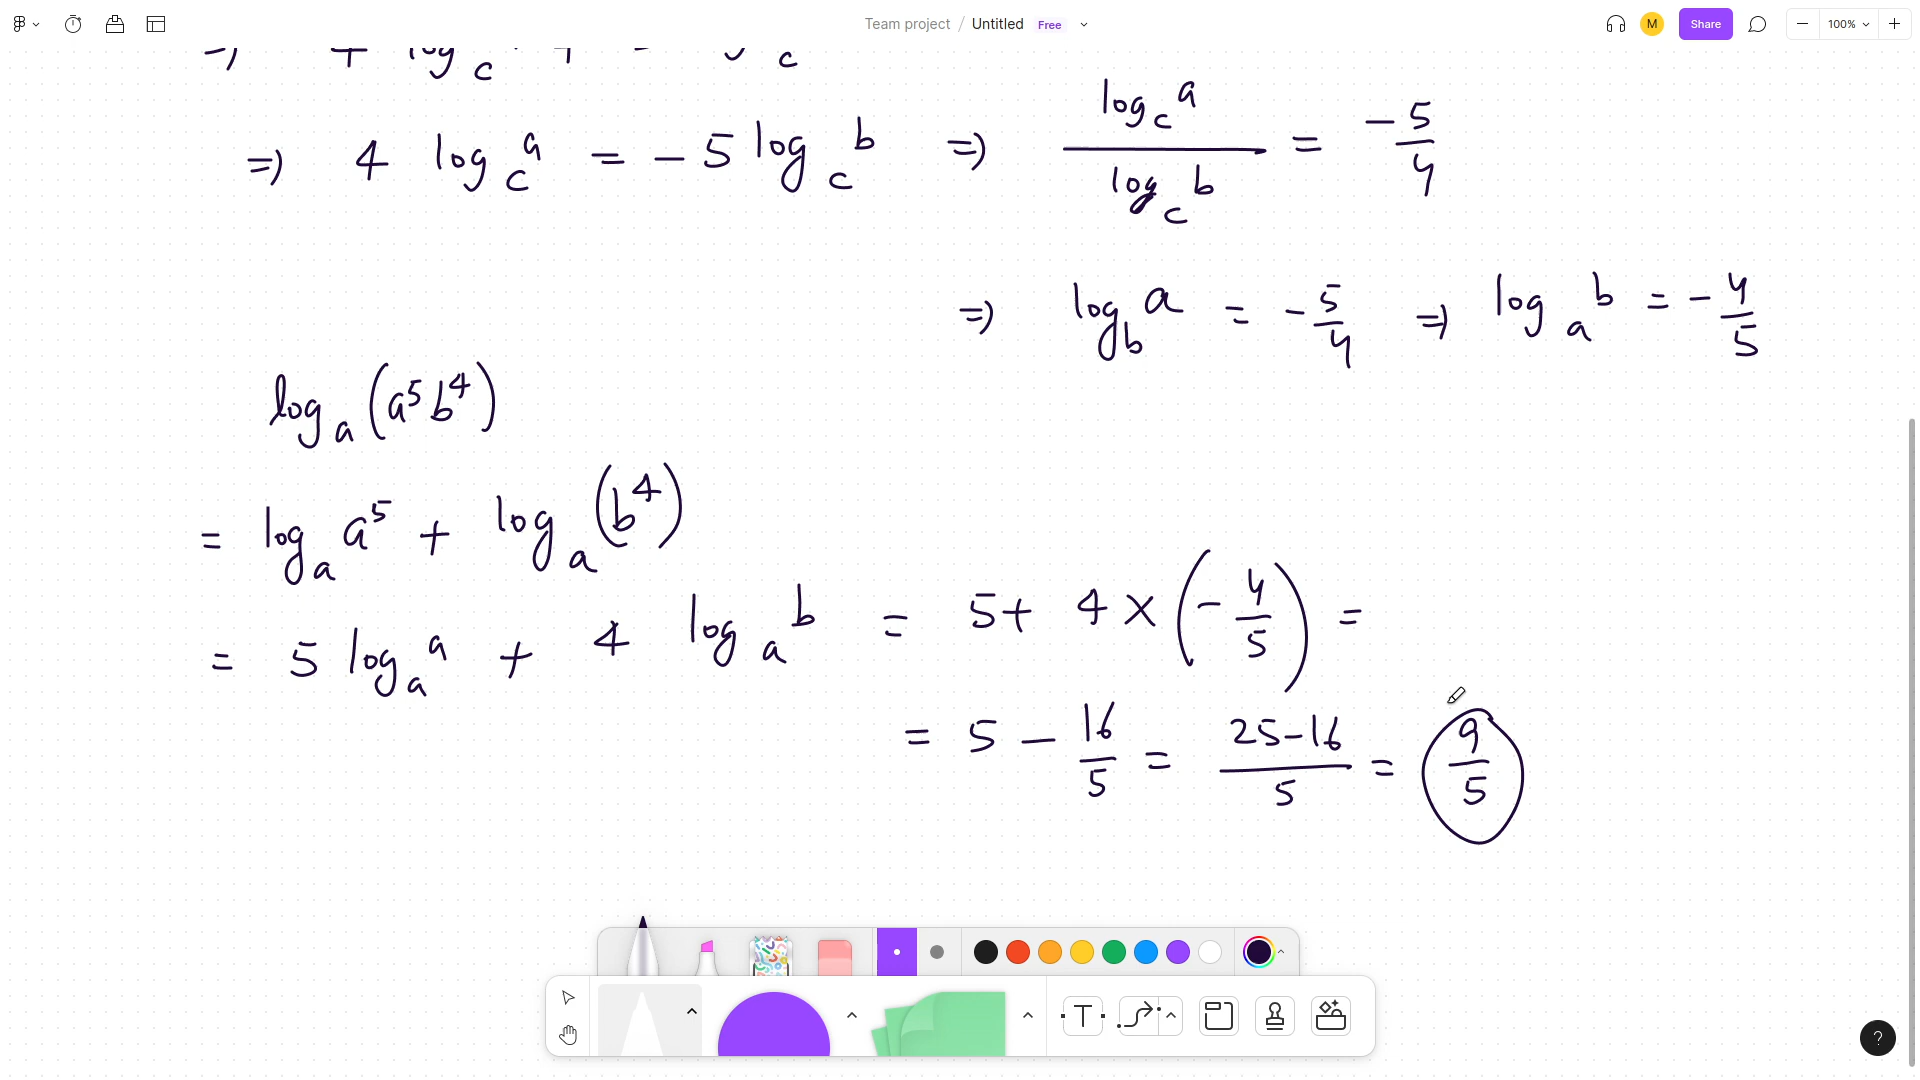 Team project / Untitled Free
M Share 100%
⇒ 4 log_c a = - 5 log_c b ⇒ (log_c a)/(log_c b) = - 5/4
⇒ log_b a = - 5/4 ⇒ log_a b = - 4/5
log_a (a^5 b^4)
= log_a a^5 + log_a (b^4)
= 5 log_a a + 4 log_a b = 5 + 4 × (- 4/5) =
= 5 - 16/5 = (25-16)/5 = 9/5
T
?